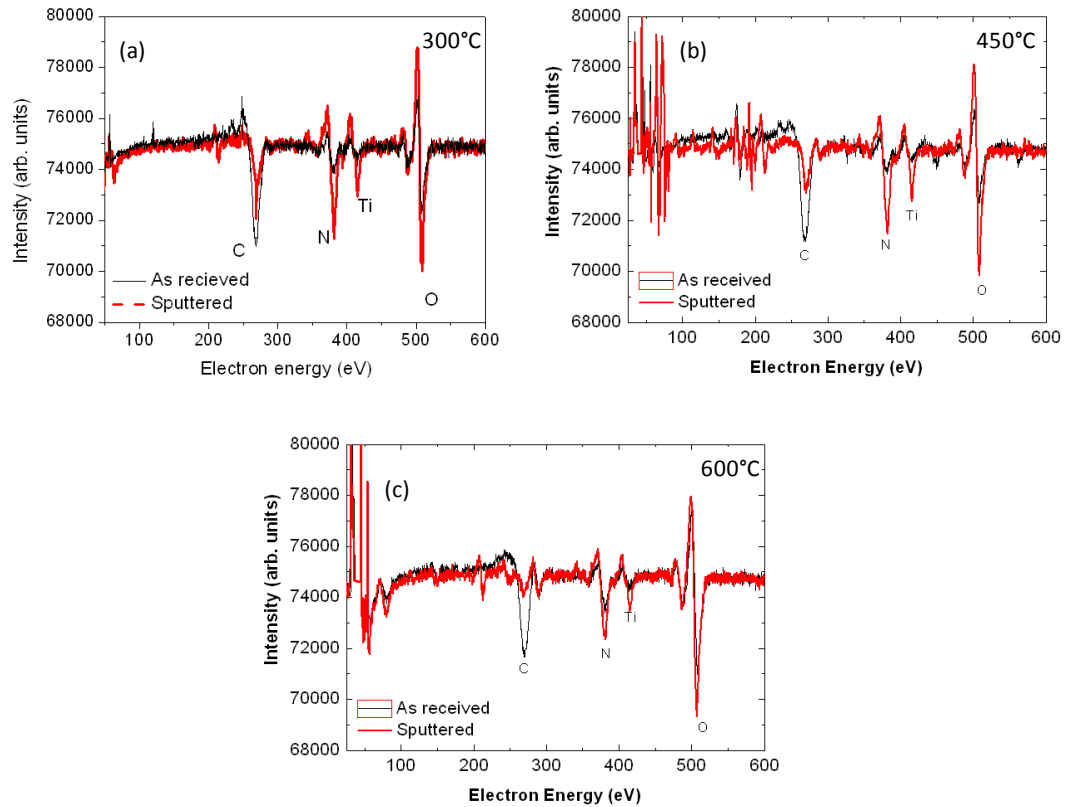 (a)
300°C
80000
78000
76000
74000
72000
70000
68000
Intensity (arb. units)
C
N
Ti
O
As recieved
Sputtered
100
200
300
400
500
600
Electron energy (eV)
(b)
450°C
80000
78000
76000
74000
72000
70000
68000
Intensity (arb. units)
C
N
Ti
O
As received
Sputtered
100
200
300
400
500
600
Electron Energy (eV)
(c)
600°C
80000
78000
76000
74000
72000
70000
68000
Intensity (arb. units)
C
N
Ti
O
As received
Sputtered
100
200
300
400
500
600
Electron Energy (eV)